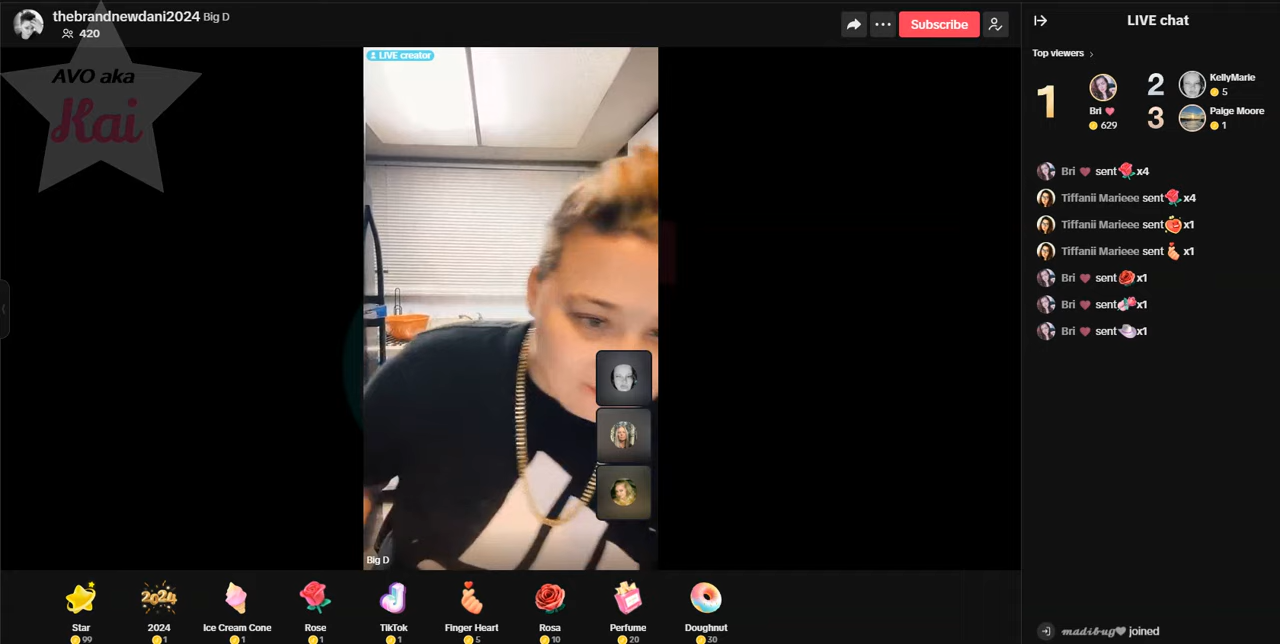 thebrandnewdani2024 Big D
420
Subscribe
AVO aka
Kai
LIVE creator
Big D
LIVE chat
Top viewers
1
Bri
629
2
KellyMarie
5
3
Paige Moore
1
Bri sent x4
Tiffanii Marieee sent x4
Tiffanii Marieee sent x1
Tiffanii Marieee sent x1
Bri sent x1
Bri sent x1
Bri sent x1
madibug joined
2024
Star
99
2024
1
Ice Cream Cone
1
Rose
1
TikTok
1
Finger Heart
5
Rosa
10
Perfume
20
Doughnut
30